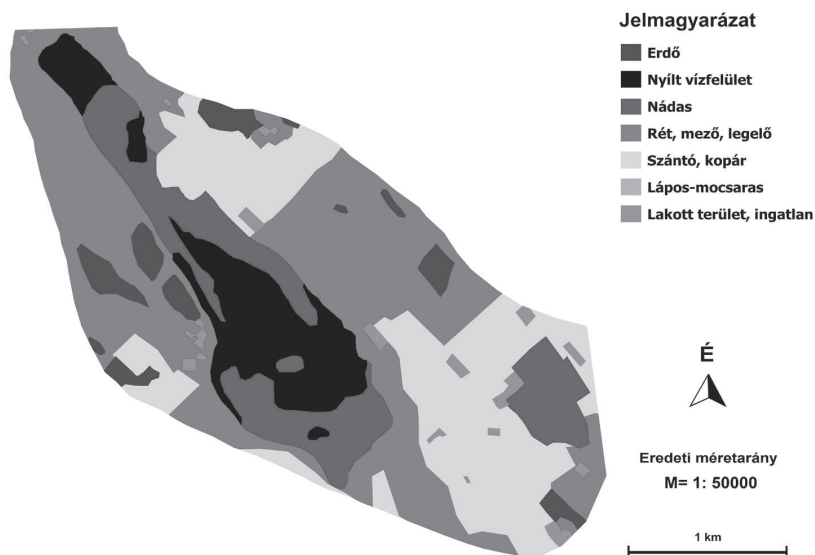 Jelmagyarázat
Erdő
Nyílt vízfelület
Nádas
Rét, mező, legelő
Szántó, kopár
Lápos-mocsaras
Lakott terület, ingatlan
É
Eredeti méretarány
M= 1: 50000
1 km